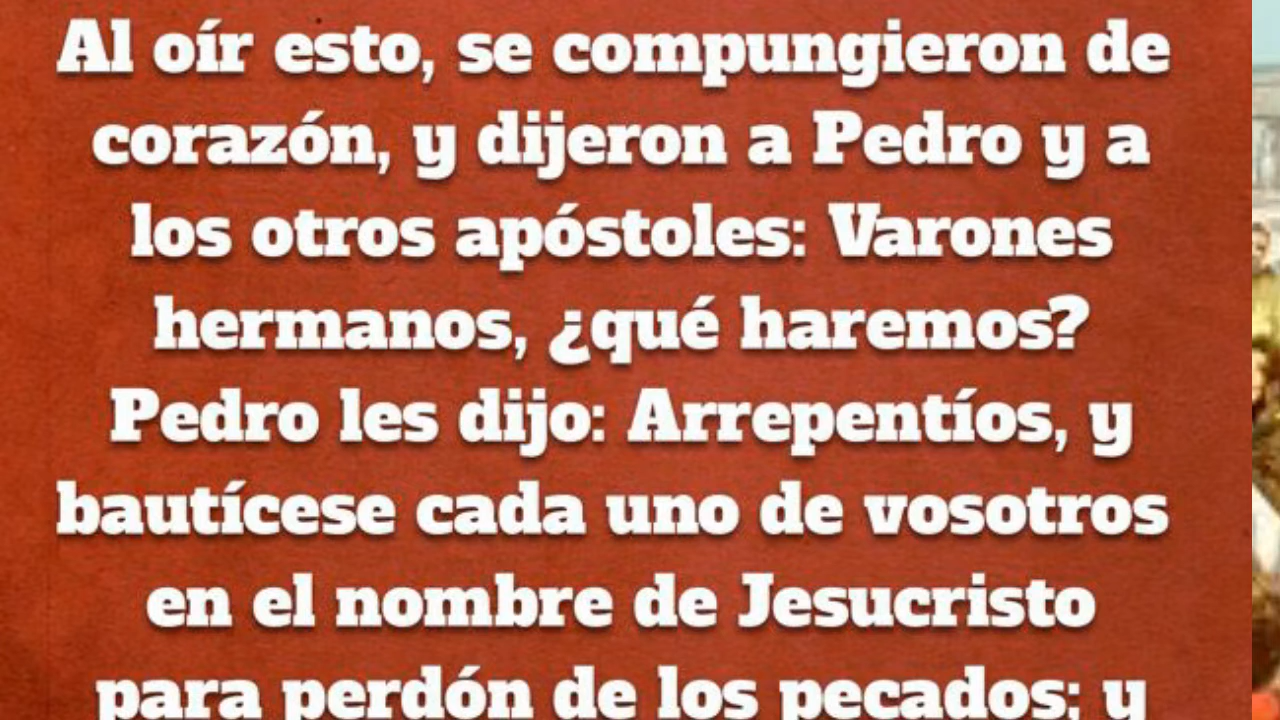 Al oír esto, se compungieron de
corazón, y dijeron a Pedro y a
los otros apóstoles: Varones
hermanos, ¿qué haremos?
Pedro les dijo: Arrepentíos, y
bautícese cada uno de vosotros
en el nombre de Jesucristo
para perdón de los pecados; y